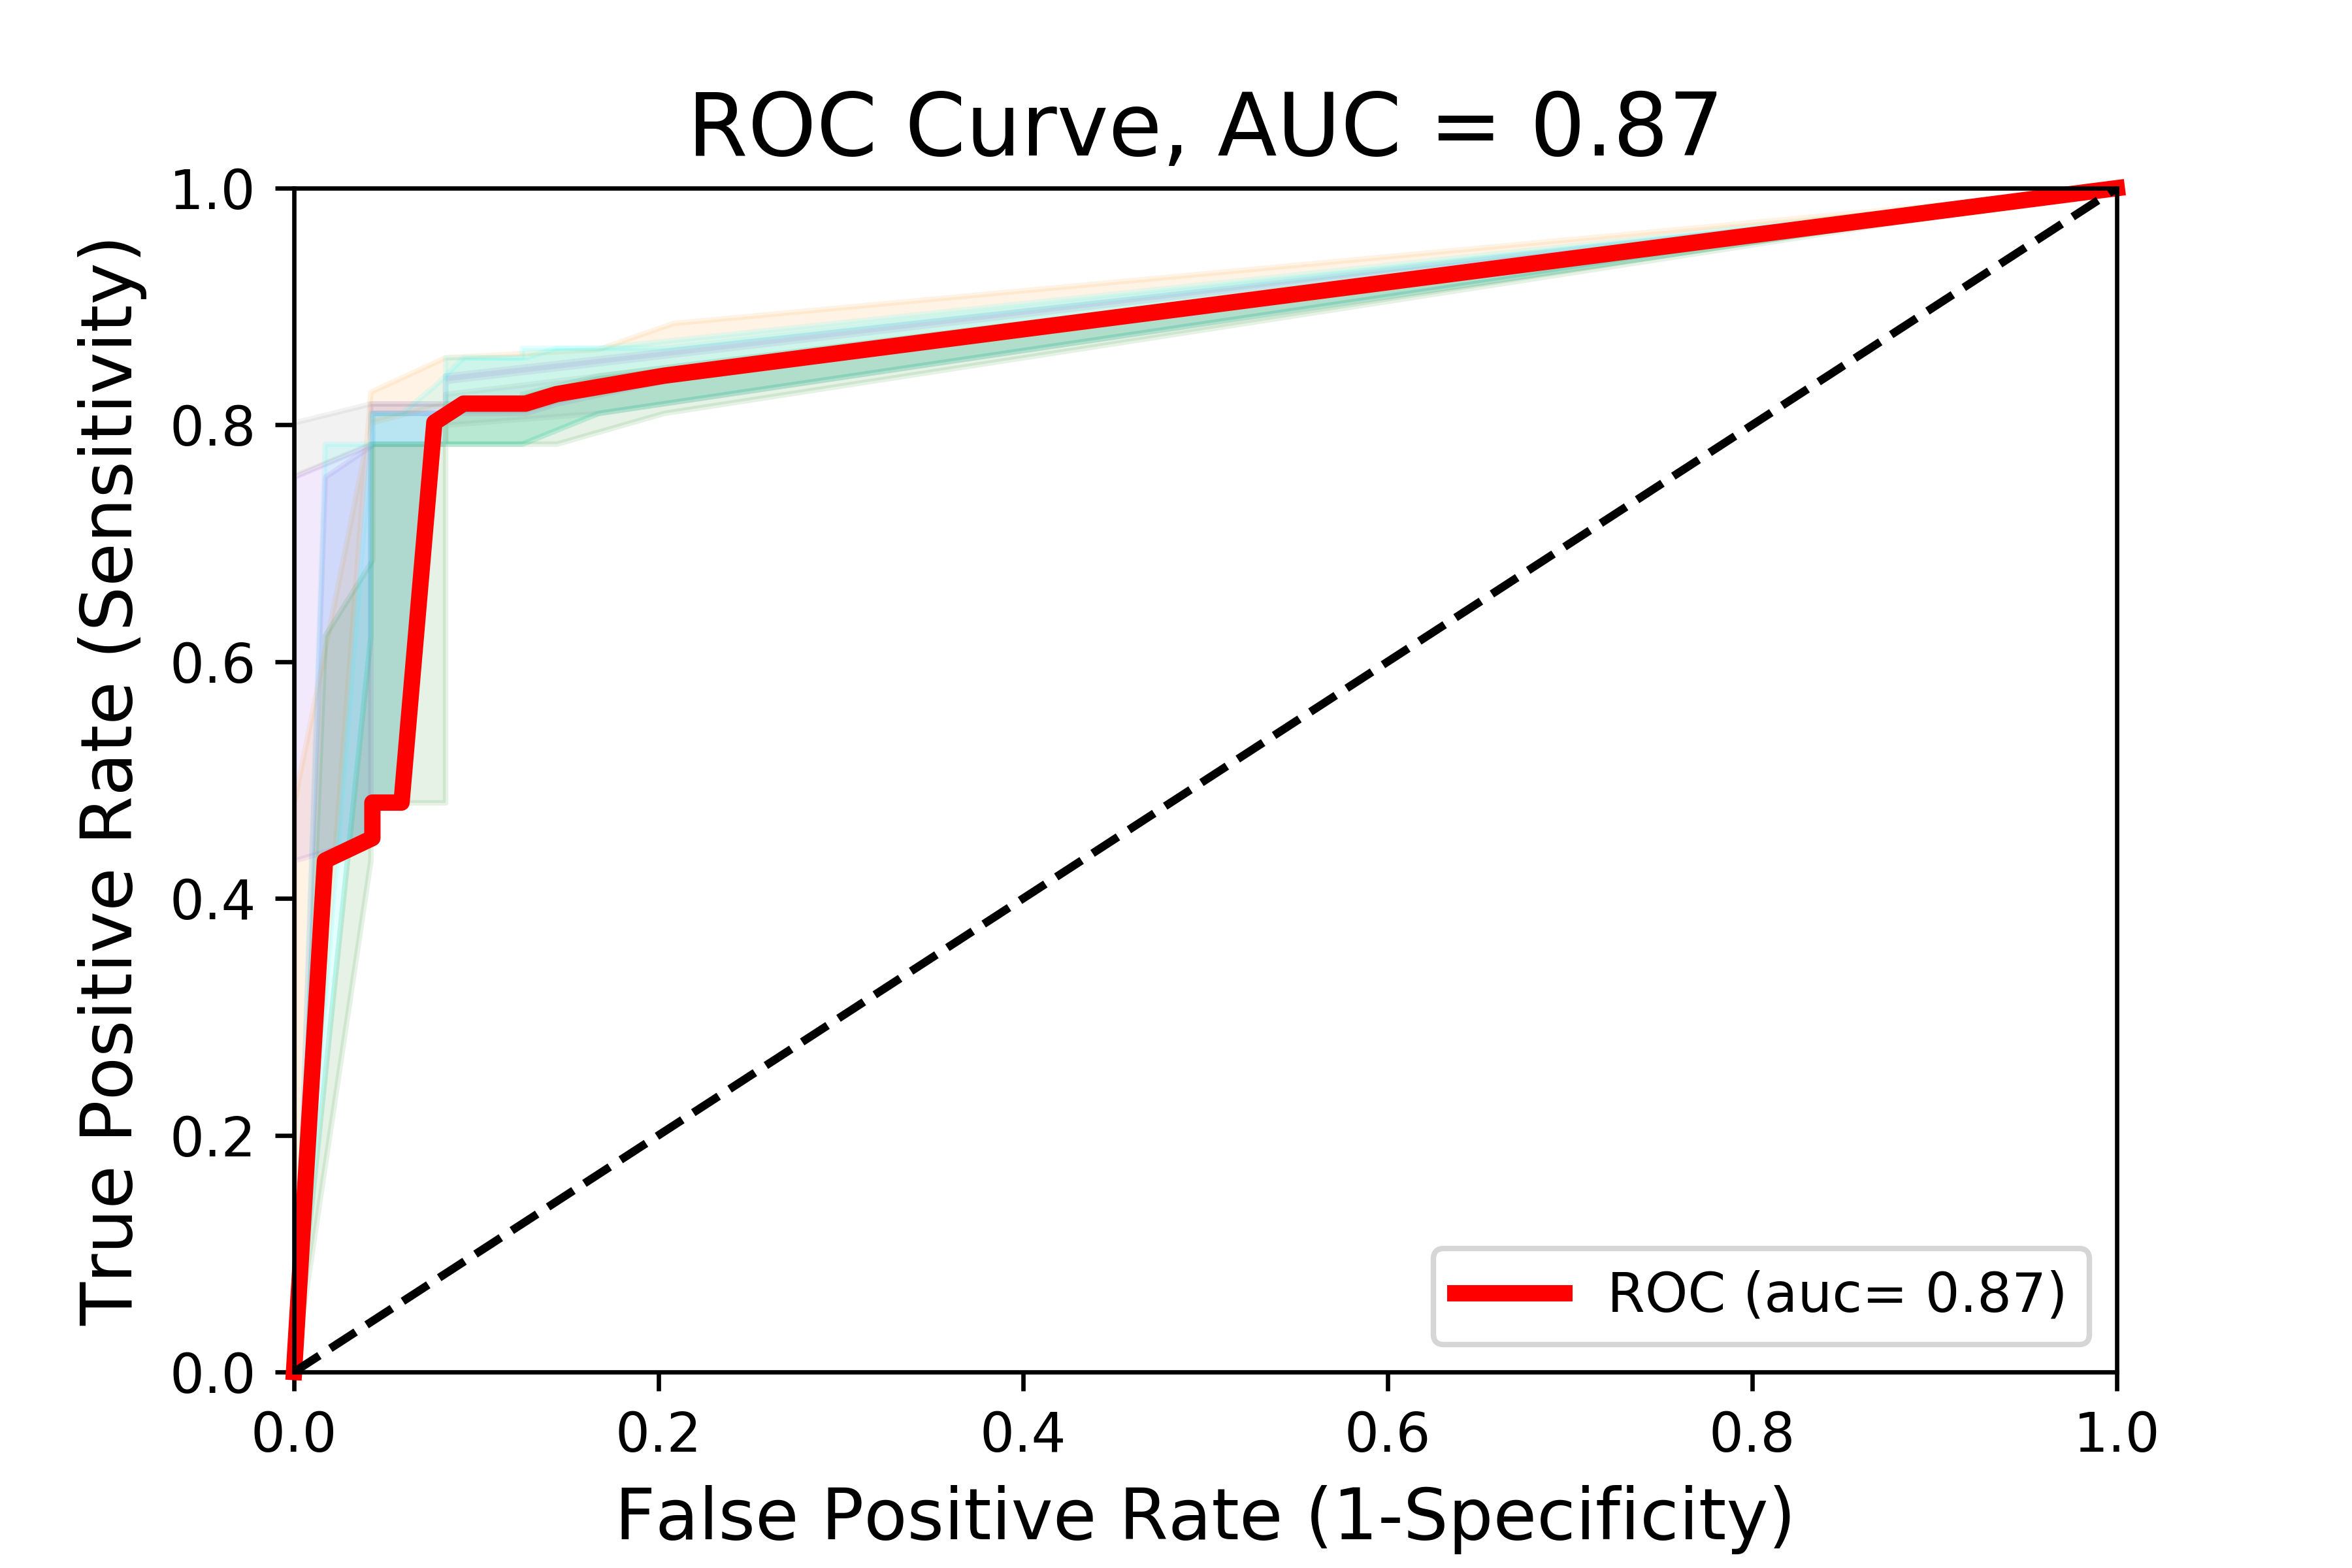 ROC Curve, AUC = 0.87
True Positive Rate (Sensitivity)
1.0
0.8
0.6
0.4
0.2
0.0
ROC (auc= 0.87)
0.0 0.2 0.4 0.6 0.8 1.0
False Positive Rate (1-Specificity)